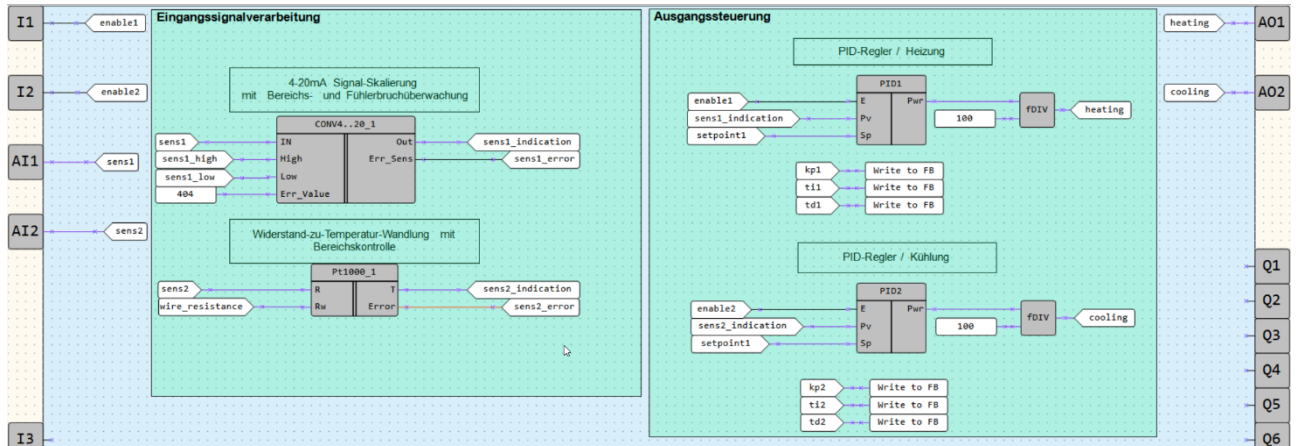 I1
enable1
I2
enable2
AI1
sens1
AI2
sens2
I3
Eingangssignalverarbeitung
4-20mA Signal-Skalierung
mit Bereichs- und Fühlerbruchüberwachung
CONV4..20_1
sens1
IN
Out
sens1_indication
sens1_high
High
Err_Sens
sens1_error
sens1_low
Low
404
Err_Value
Widerstand-zu-Temperatur-Wandlung mit
Bereichskontrolle
Pt1000_1
sens2
R
T
sens2_indication
wire_resistance
Rw
Error
sens2_error
Ausgangssteuerung
PID-Regler / Heizung
PID1
enable1
E
Pwr
sens1_indication
Pv
100
fDIV
heating
setpoint1
Sp
kp1
Write to FB
ti1
Write to FB
td1
Write to FB
PID-Regler / Kühlung
PID2
enable2
E
Pwr
sens2_indication
Pv
100
fDIV
cooling
setpoint1
Sp
kp2
Write to FB
ti2
Write to FB
td2
Write to FB
heating
AO1
cooling
AO2
Q1
Q2
Q3
Q4
Q5
Q6